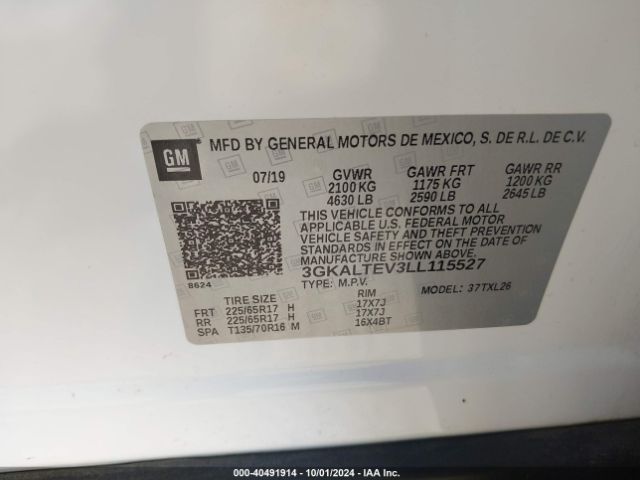 GM
MFD BY GENERAL MOTORS DE MEXICO, S. DE R.L. DE C.V.
07/19 GVWR GAWR FRT GAWR RR
2100 KG 1175 KG 1200 KG
4630 LB 2590 LB 2645 LB
THIS VEHICLE CONFORMS TO ALL
APPLICABLE U.S. FEDERAL MOTOR
VEHICLE SAFETY AND THEFT PREVENTION
STANDARDS IN EFFECT ON THE DATE OF
MANUFACTURE SHOWN ABOVE.
3GKALTEV3LL115527
8624 TYPE: M.P.V. MODEL: 37TXL26
TIRE SIZE RIM
FRT 225/65R17 H 17X7J
RR 225/65R17 H 17X7J
SPA T135/70R16 M 16X4BT
000-40491914 - 10/01/2024 - IAA Inc.